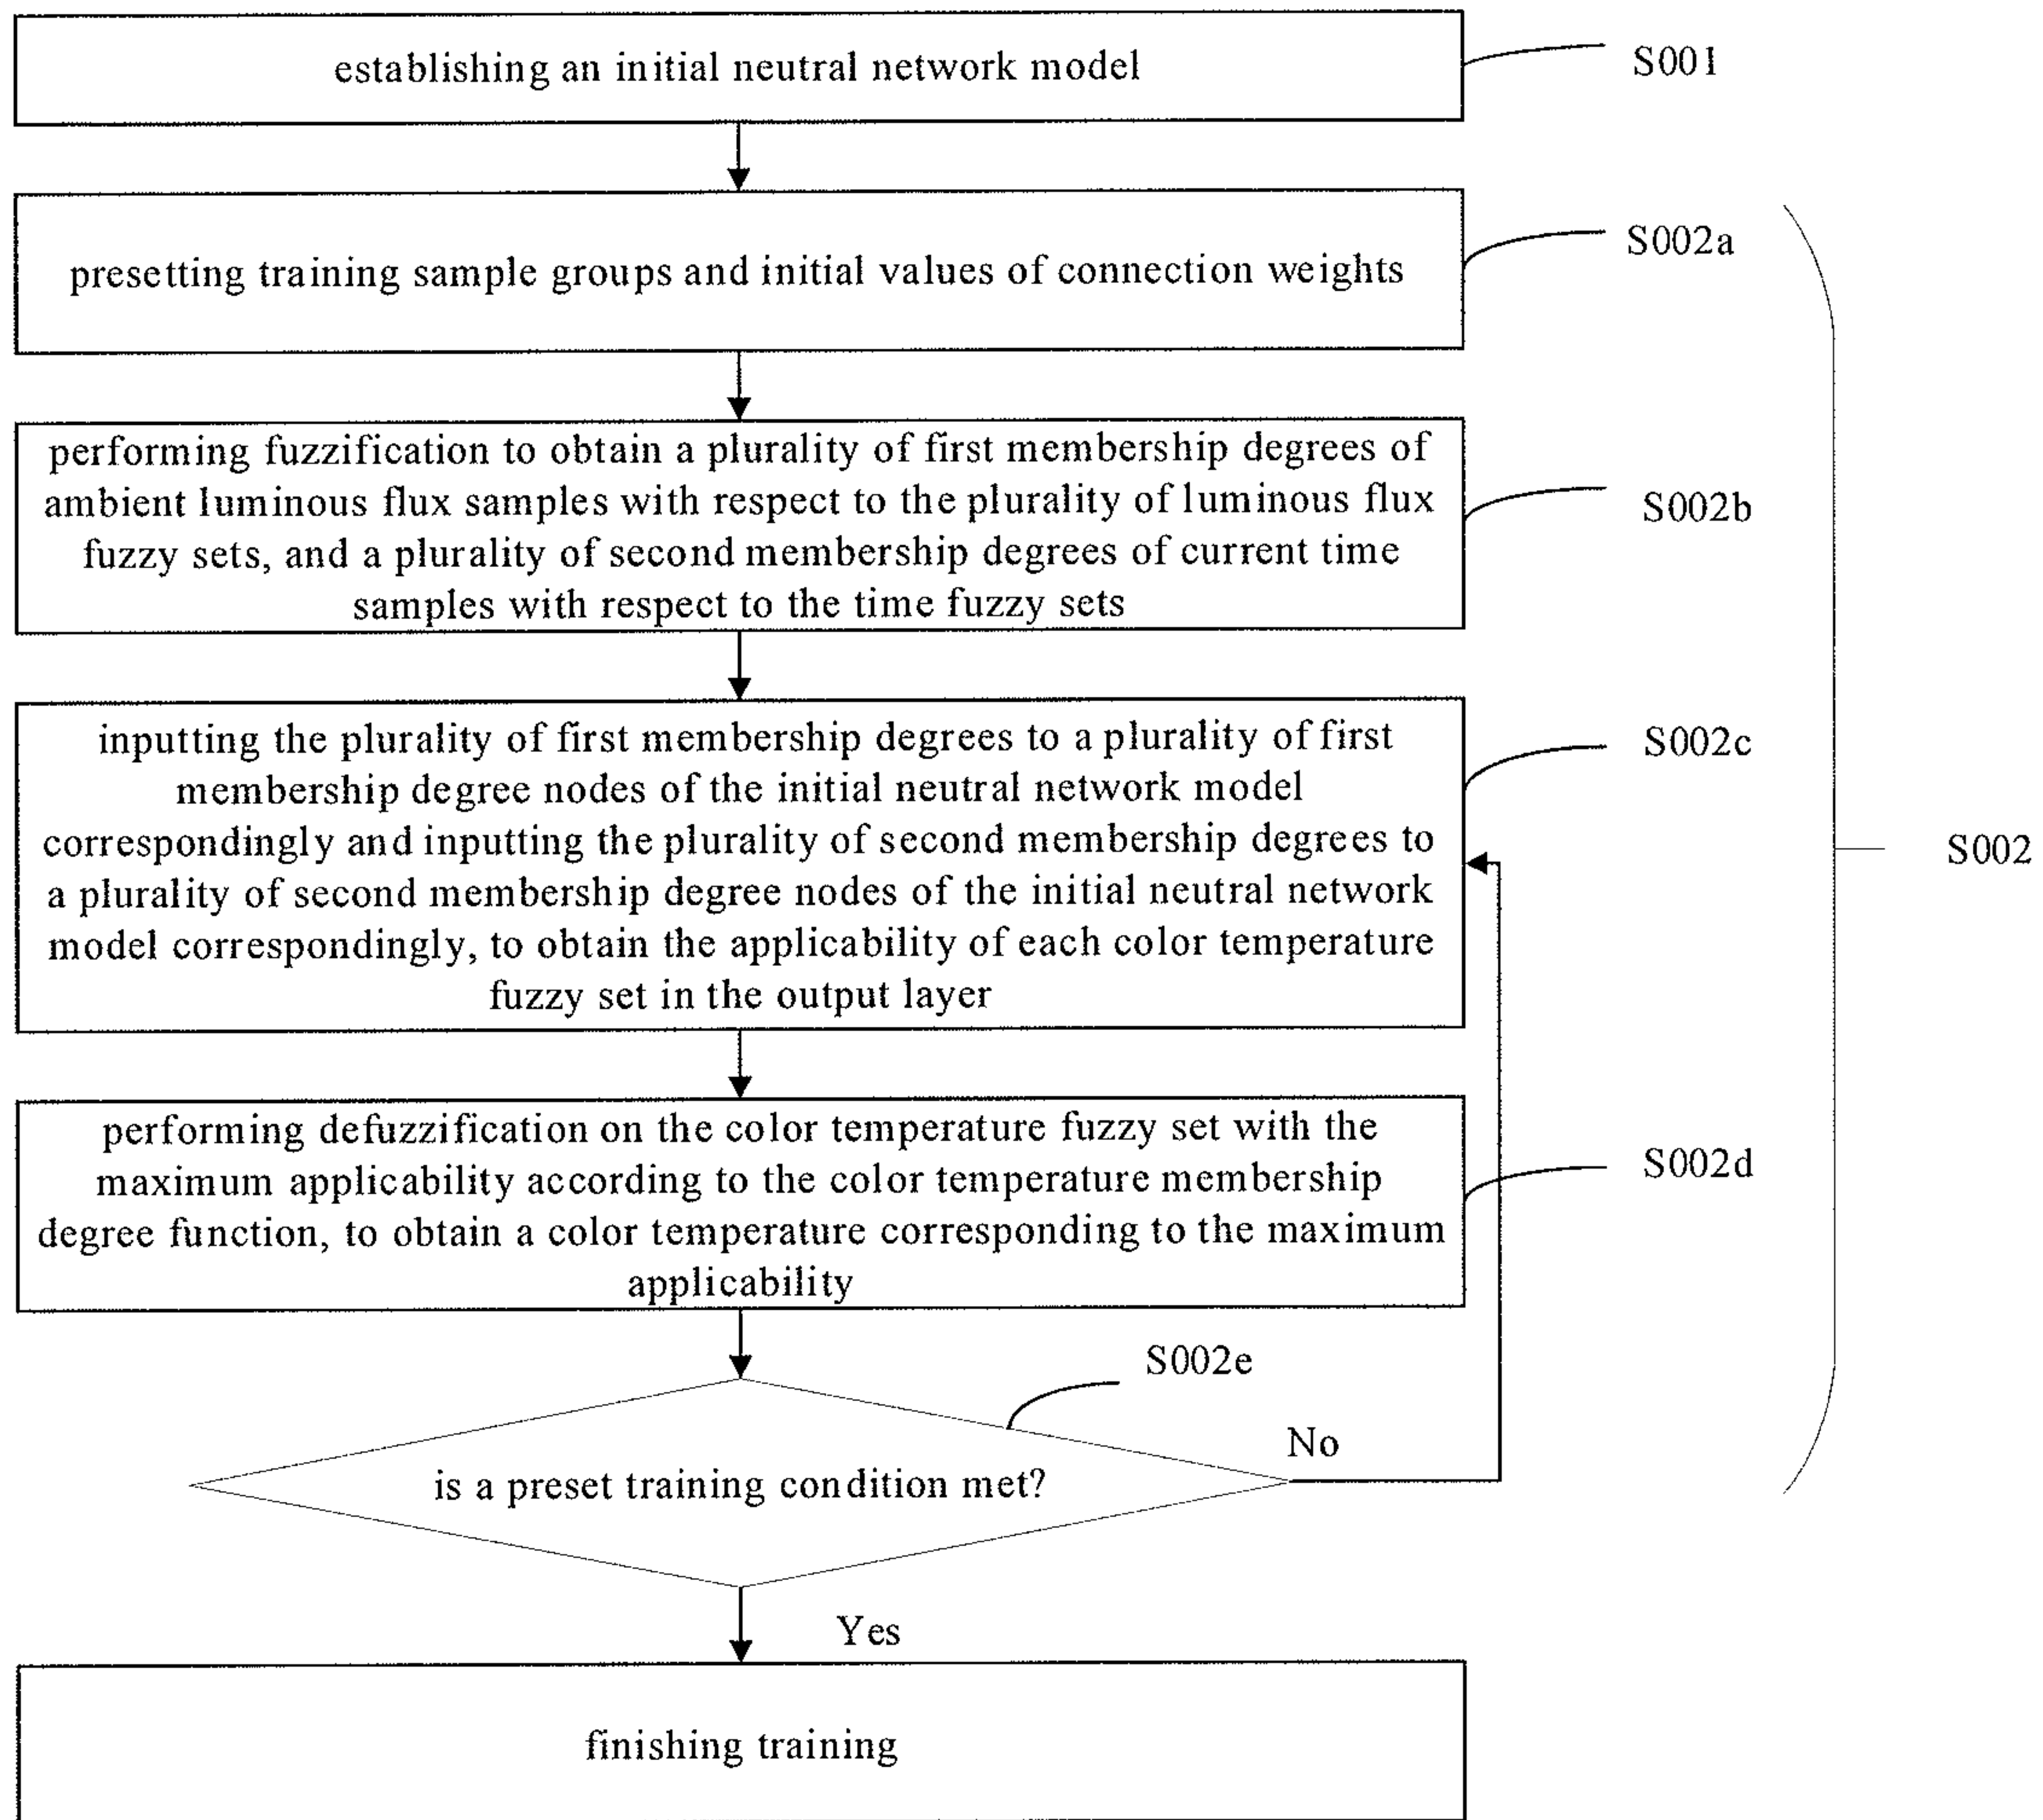 establishing an initial neutral network model
S001
presetting training sample groups and initial values of connection weights
S002a
performing fuzzification to obtain a plurality of first membership degrees of
ambient luminous flux samples with respect to the plurality of luminous flux
fuzzy sets, and a plurality of second membership degrees of current time
samples with respect to the time fuzzy sets
S002b
inputting the plurality of first membership degrees to a plurality of first
membership degree nodes of the initial neutral network model
correspondingly and inputting the plurality of second membership degrees to
a plurality of second membership degree nodes of the initial neutral network
model correspondingly, to obtain the applicability of each color temperature
fuzzy set in the output layer
S002c
S002
performing defuzzification on the color temperature fuzzy set with the
maximum applicability according to the color temperature membership
degree function, to obtain a color temperature corresponding to the maximum
applicability
S002d
S002e
is a preset training condition met?
No
Yes
finishing training